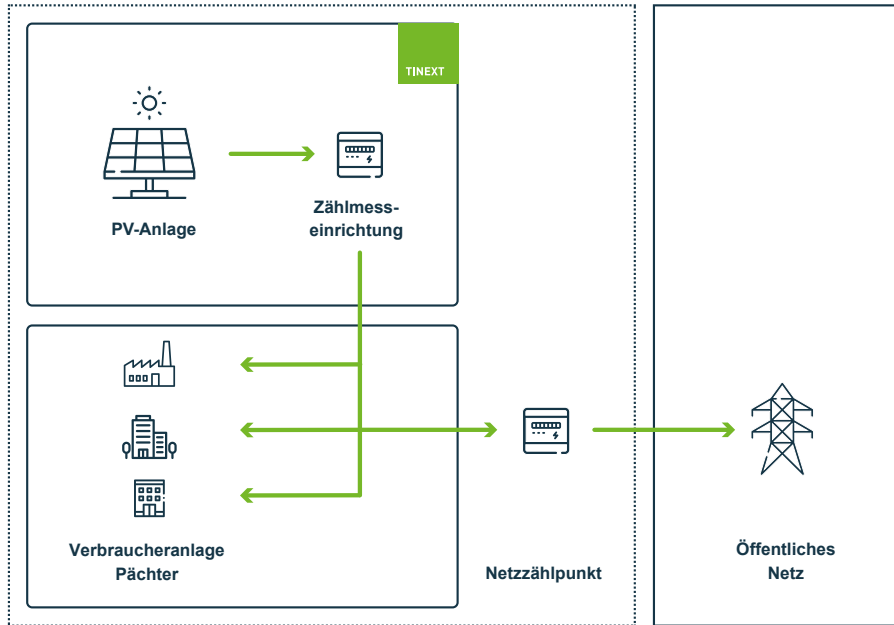 TINEXT
PV-Anlage
Zählmess-
einrichtung
Verbraucheranlage
Pächter
Netzzählpunkt
Öffentliches
Netz